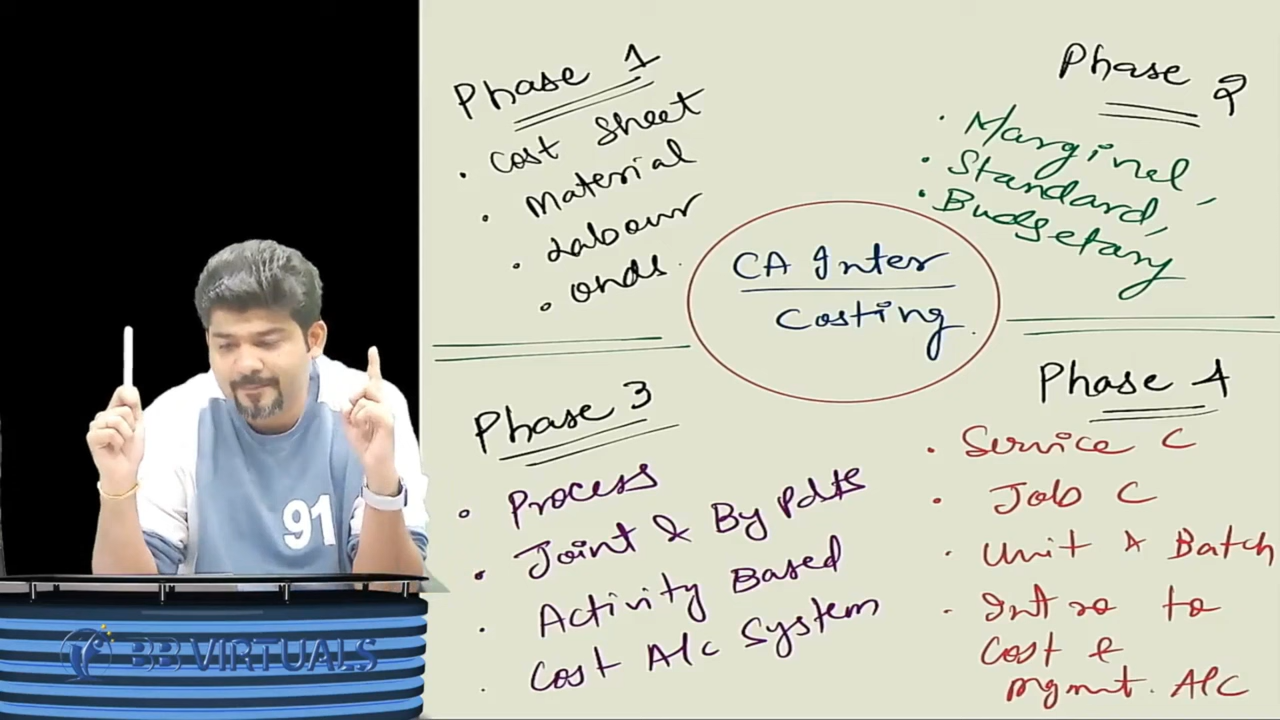 Phase 1
• Cost Sheet
• Material
• Labour
• OHDs.
Phase 2
• Marginal,
• Standard,
• Budgetary
CA Inter
Costing.
Phase 3
• Process
• Joint & By Pdts
• Activity Based
• Cost A/c System
Phase 4
• Service C
• Job C
• Unit & Batch
• Intro to
Cost &
Mgmt. A/C
91
BB VIRTUALS